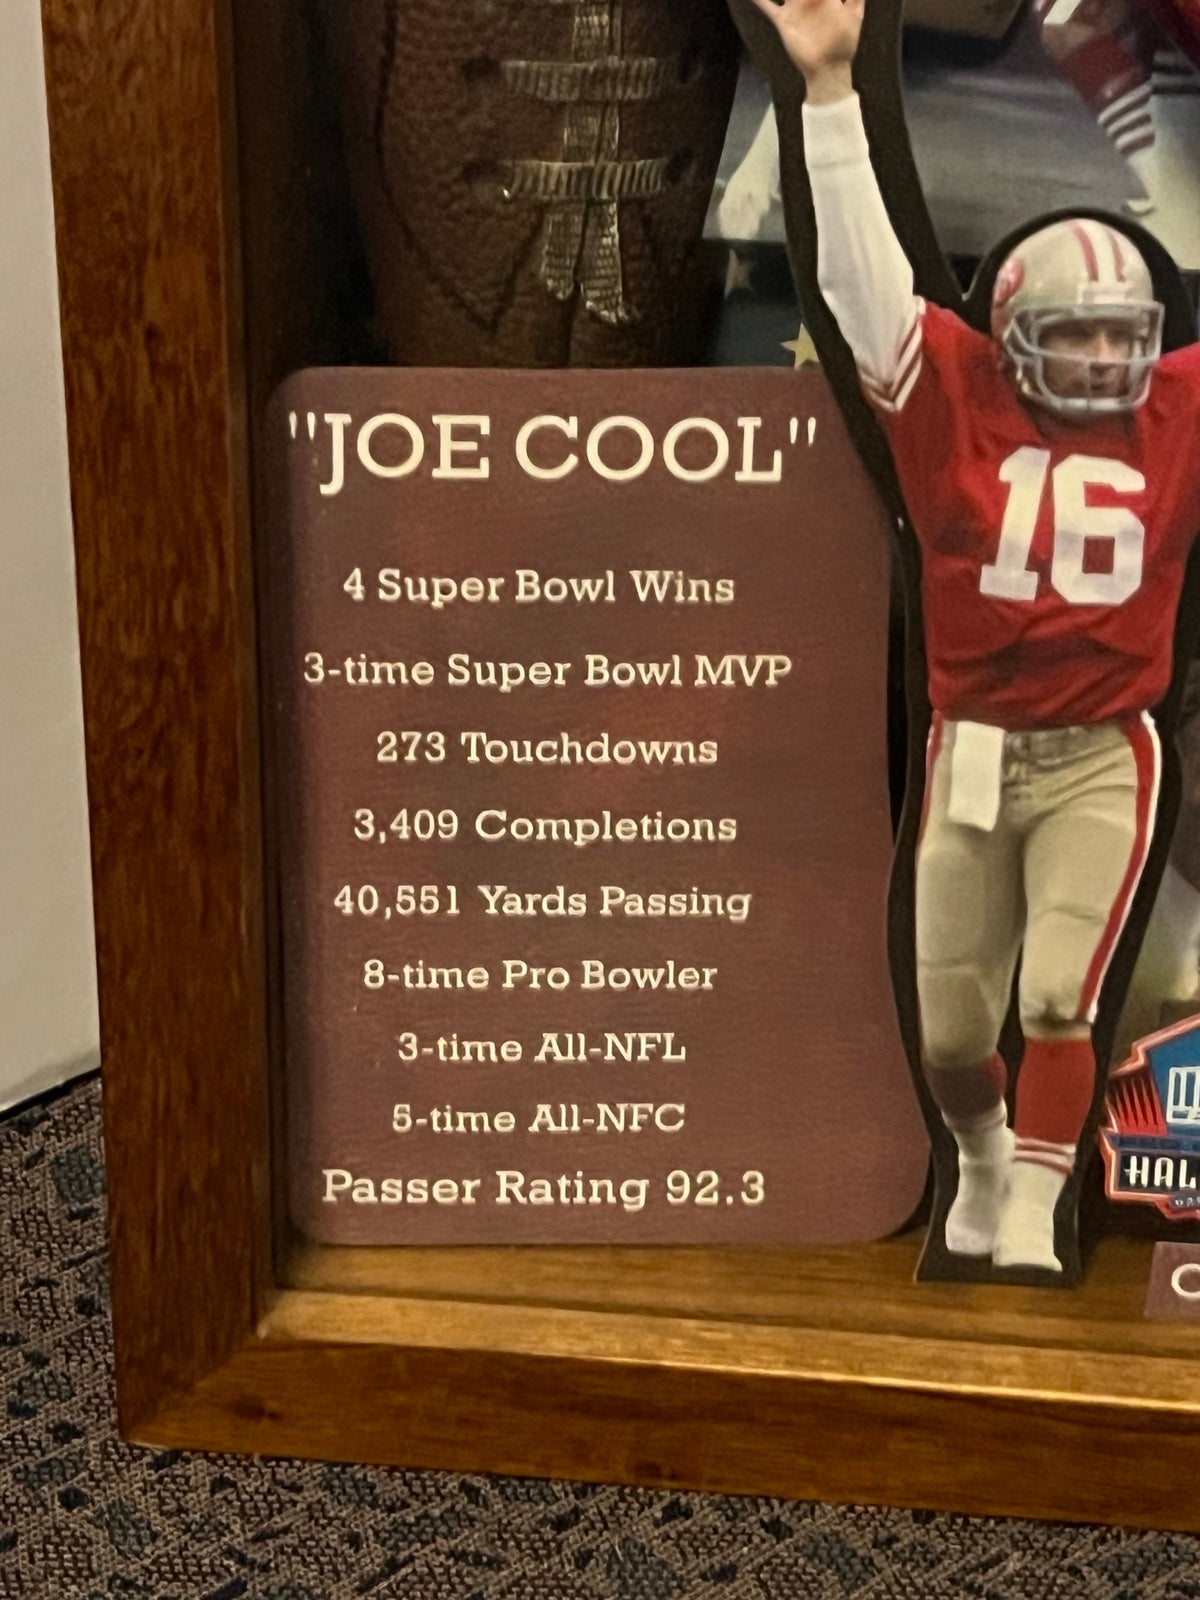 "JOE COOL"
4 Super Bowl Wins
3-time Super Bowl MVP
273 Touchdowns
3,409 Completions
40,551 Yards Passing
8-time Pro Bowler
3-time All-NFL
5-time All-NFC
Passer Rating 92.3
16
HAL